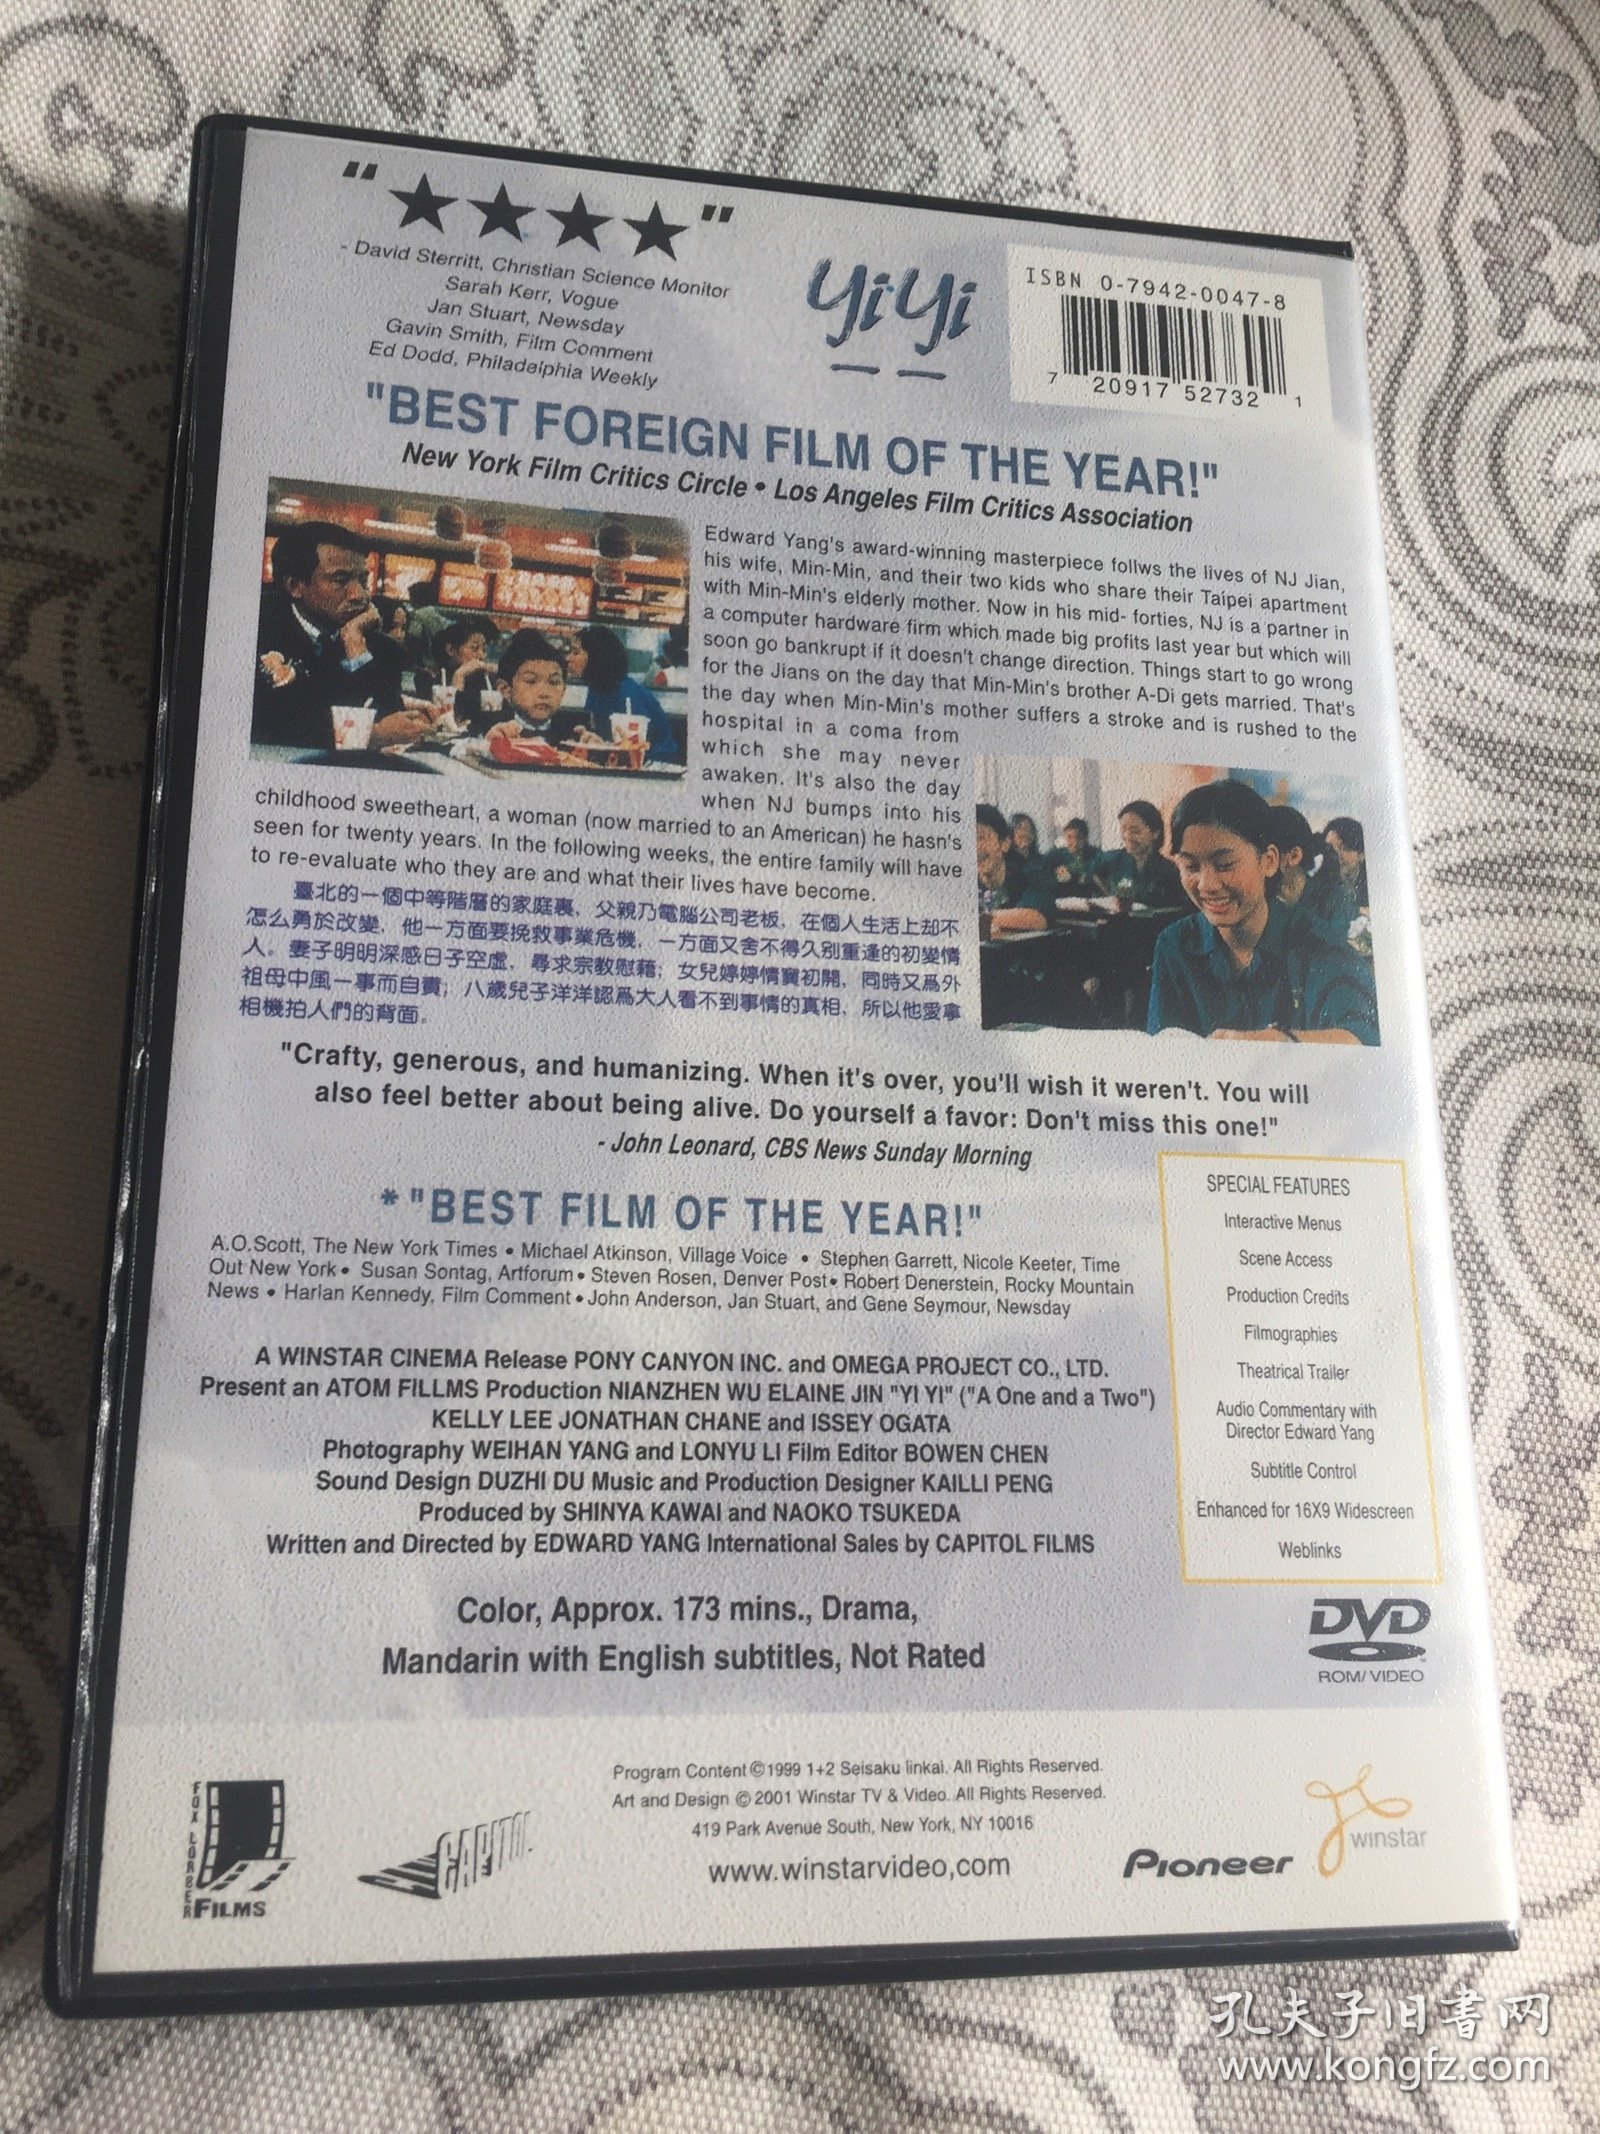 "★★★★"
- David Sterritt, Christian Science Monitor
Sarah Kerr, Vogue
Jan Stuart, Newsday
Gavin Smith, Film Comment
Ed Dodd, Philadelphia Weekly
yi yi
ISBN 0-7942-0047-8
7 20917 52732 1
"BEST FOREIGN FILM OF THE YEAR!"
New York Film Critics Circle • Los Angeles Film Critics Association
Edward Yang's award-winning masterpiece follws the lives of NJ Jian,
his wife, Min-Min, and their two kids who share their Taipei apartment
with Min-Min's elderly mother. Now in his mid- forties, NJ is a partner in
a computer hardware firm which made big profits last year but which will
soon go bankrupt if it doesn't change direction. Things start to go wrong
for the Jians on the day that Min-Min's brother A-Di gets married. That's
the day when Min-Min's mother suffers a stroke and is rushed to the
hospital in a coma from
which she may never
awaken. It's also the day
when NJ bumps into his
childhood sweetheart, a woman (now married to an American) he hasn's
seen for twenty years. In the following weeks, the entire family will have
to re-evaluate who they are and what their lives have become.
臺北的一個中等階層的家庭裏，父親乃電腦公司老板，在個人生活上却不
怎么勇於改變，他一方面要挽救事業危機，一方面又舍不得久别重逢的初變情
人。妻子明明深感日子空虛，尋求宗教慰藉；女兒婷婷情竇初開，同時又爲外
祖母中風一事而自責；八歲兒子洋洋認爲大人看不到事情的真相，所以他愛拿
相機拍人們的背面。
"Crafty, generous, and humanizing. When it's over, you'll wish it weren't. You will
also feel better about being alive. Do yourself a favor: Don't miss this one!"
- John Leonard, CBS News Sunday Morning
* "BEST FILM OF THE YEAR!"
A.O.Scott, The New York Times • Michael Atkinson, Village Voice • Stephen Garrett, Nicole Keeter, Time
Out New York • Susan Sontag, Artforum • Steven Rosen, Denver Post • Robert Denerstein, Rocky Mountain
News • Harlan Kennedy, Film Comment • John Anderson, Jan Stuart, and Gene Seymour, Newsday
A WINSTAR CINEMA Release PONY CANYON INC. and OMEGA PROJECT CO., LTD.
Present an ATOM FILLMS Production NIANZHEN WU ELAINE JIN "YI YI" ("A One and a Two")
KELLY LEE JONATHAN CHANE and ISSEY OGATA
Photography WEIHAN YANG and LONYU LI Film Editor BOWEN CHEN
Sound Design DUZHI DU Music and Production Designer KAILLI PENG
Produced by SHINYA KAWAI and NAOKO TSUKEDA
Written and Directed by EDWARD YANG International Sales by CAPITOL FILMS
SPECIAL FEATURES
Interactive Menus
Scene Access
Production Credits
Filmographies
Theatrical Trailer
Audio Commentary with
Director Edward Yang
Subtitle Control
Enhanced for 16X9 Widescreen
Weblinks
Color, Approx. 173 mins., Drama,
Mandarin with English subtitles, Not Rated
DVD
ROM/VIDEO
Program Content ©1999 1+2 Seisaku Iinkai. All Rights Reserved.
Art and Design © 2001 Winstar TV & Video. All Rights Reserved.
419 Park Avenue South, New York, NY 10016
www.winstarvideo,com
FOX LORBER
FILMS
CAPITOL
Pioneer
winstar
孔夫子旧书网
www.kongfz.com